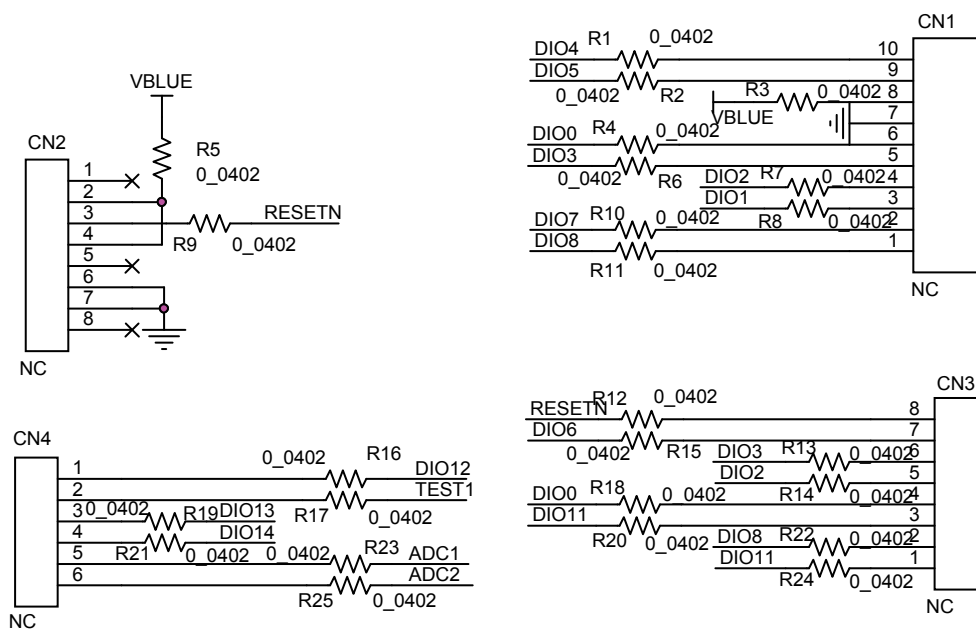 VBLUE
CN2
R5
0_0402
1
2
3
4
5
6
7
8
R9
0_0402
RESETN
NC
CN1
DIO4
R1
0_0402
10
DIO5
0_0402
R2
9
R3
0_0402
8
VBLUE
7
DIO0
R4
0_0402
6
DIO3
0_0402
R6
5
DIO2
R7
0_0402
4
DIO1
R8
0_0402
3
DIO7
R10
0_0402
2
DIO8
R11
0_0402
1
NC
CN4
1
0_0402
R16
DIO12
2
R17
0_0402
TEST1
3
0_0402
R19
DIO13
4
R21
0_0402
DIO14
5
0_0402
R23
ADC1
6
R25
0_0402
ADC2
NC
CN3
RESETN
R12
0_0402
8
DIO6
0_0402
R15
7
DIO3
R13
0_0402
6
DIO2
R14
0_0402
5
DIO0
R18
0_0402
4
DIO11
R20
0_0402
3
DIO8
R22
0_0402
2
DIO11
R24
0_0402
1
NC